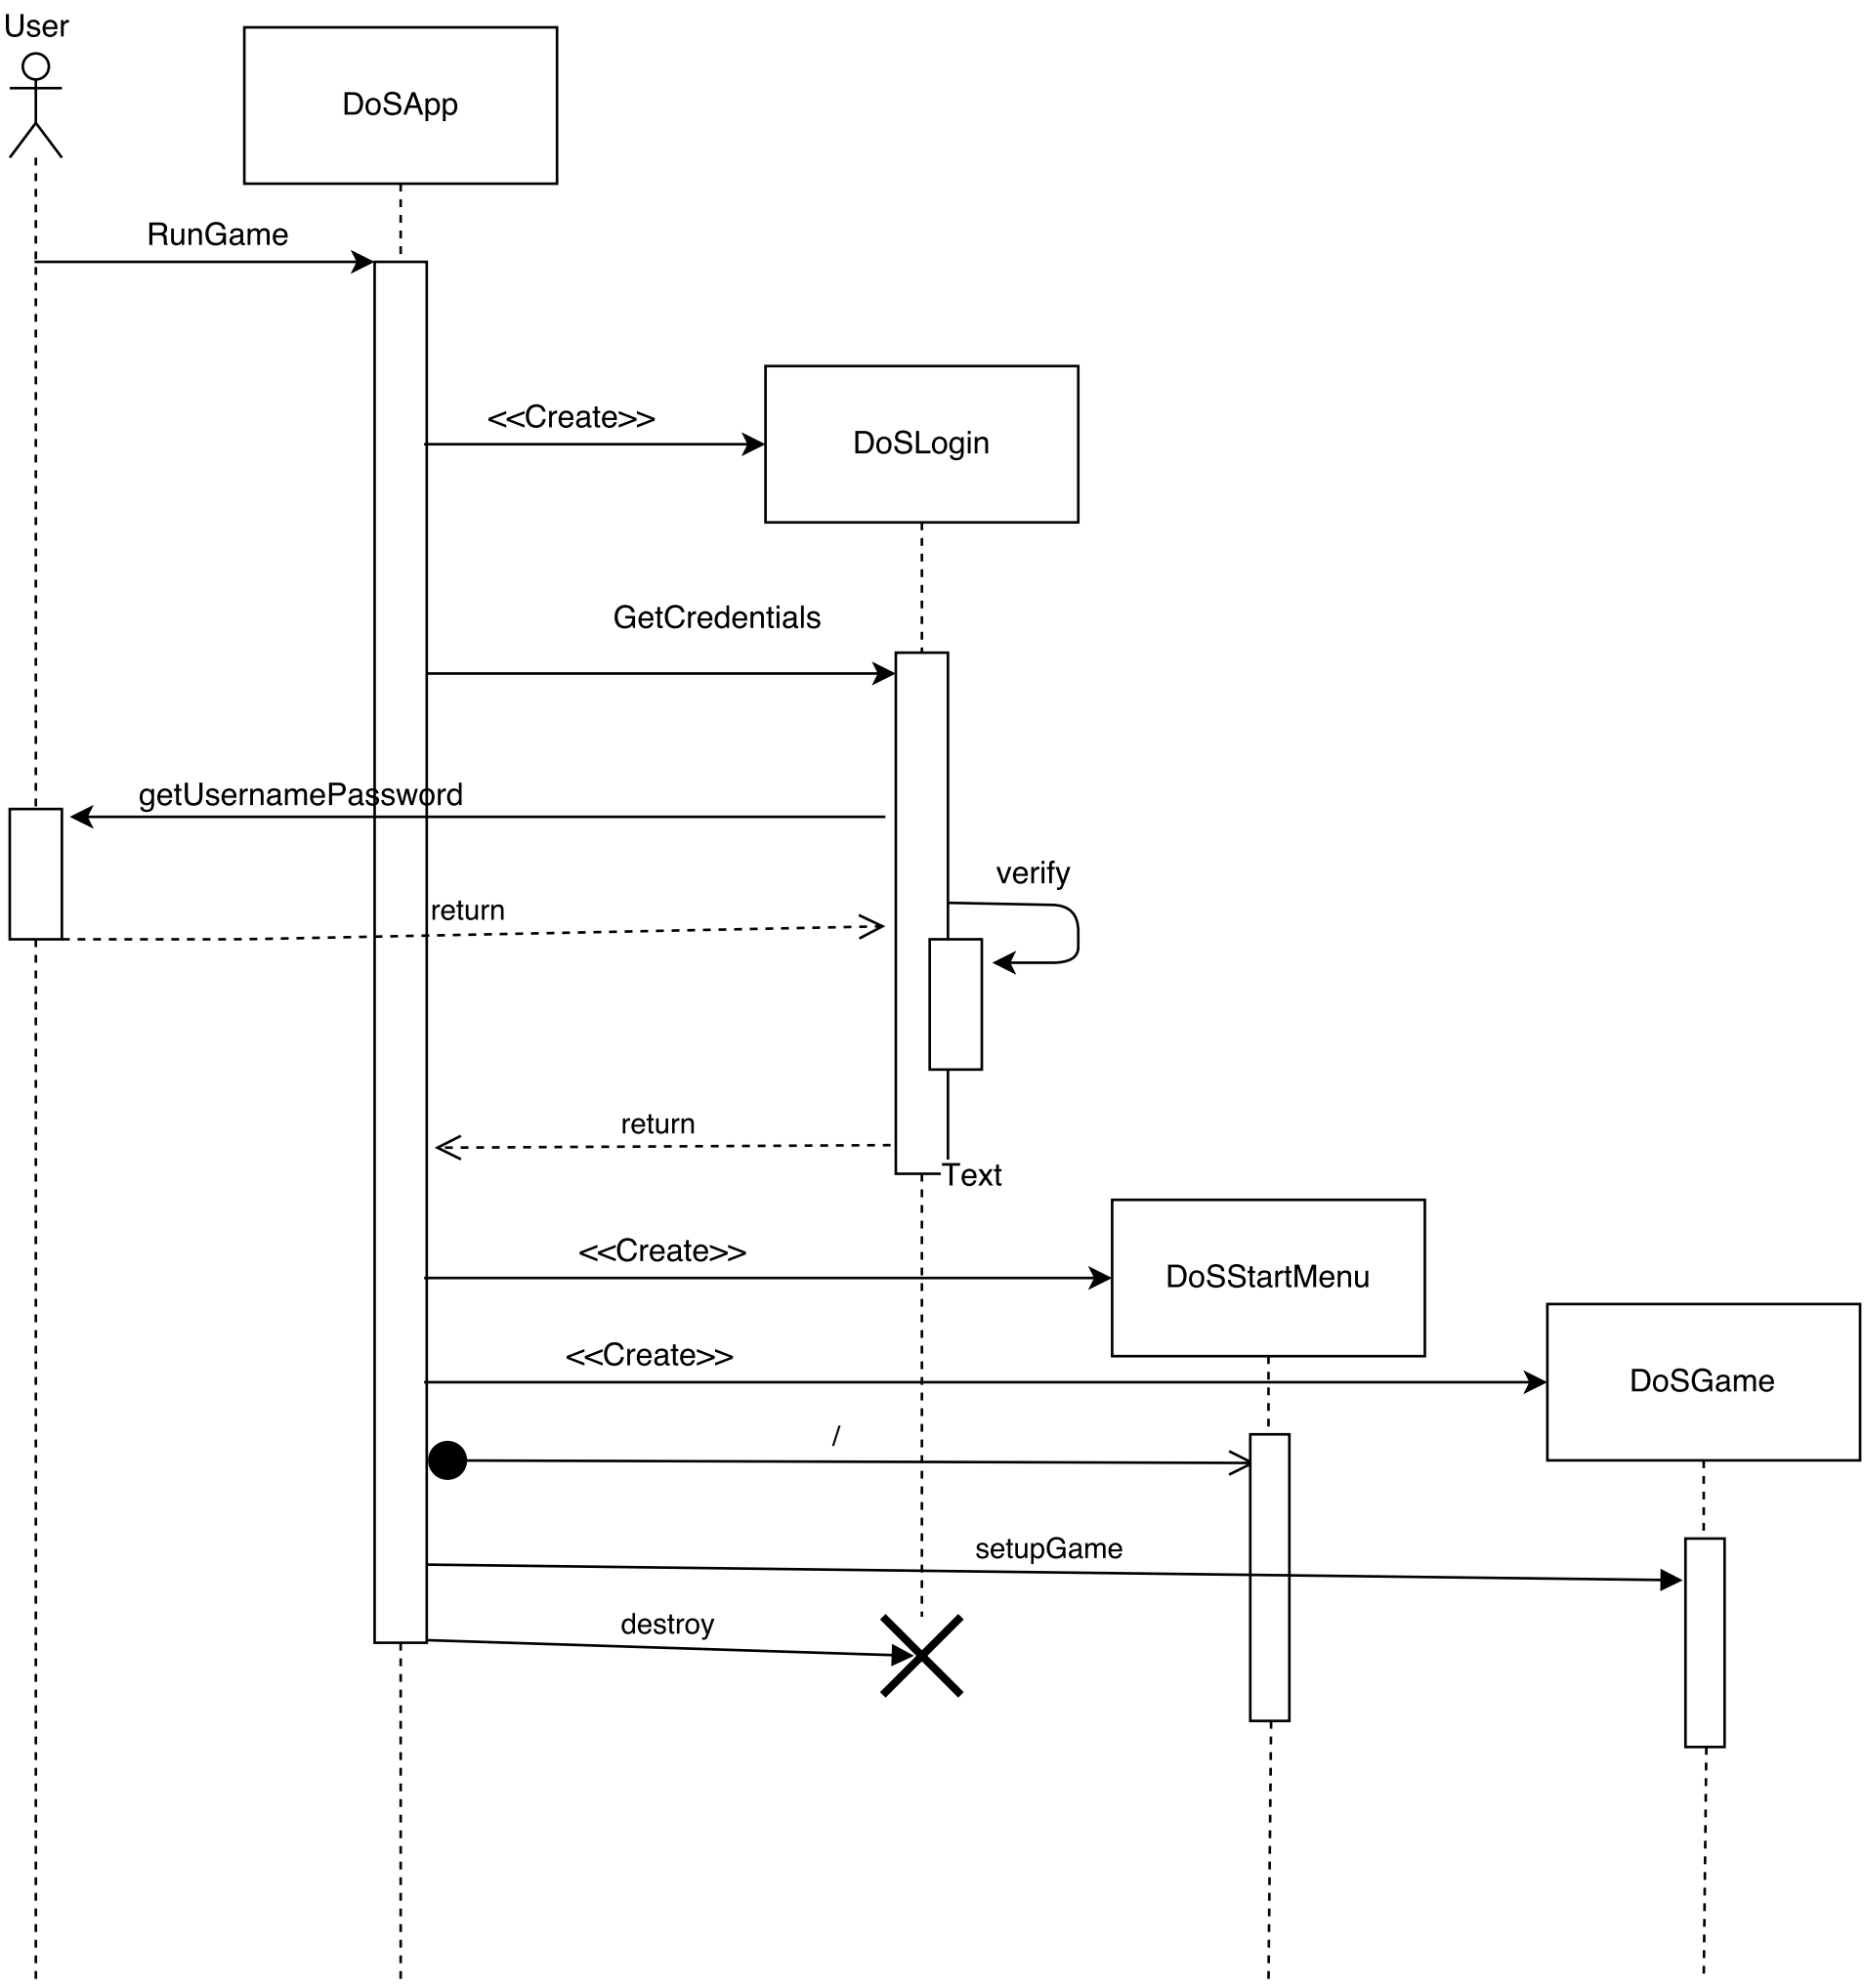 User
DoSApp
RunGame
<<Create>>
DoSLogin
GetCredentials
getUsernamePassword
verify
return
return
Text
<<Create>>
DoSStartMenu
<<Create>>
DoSGame
/
setupGame
destroy